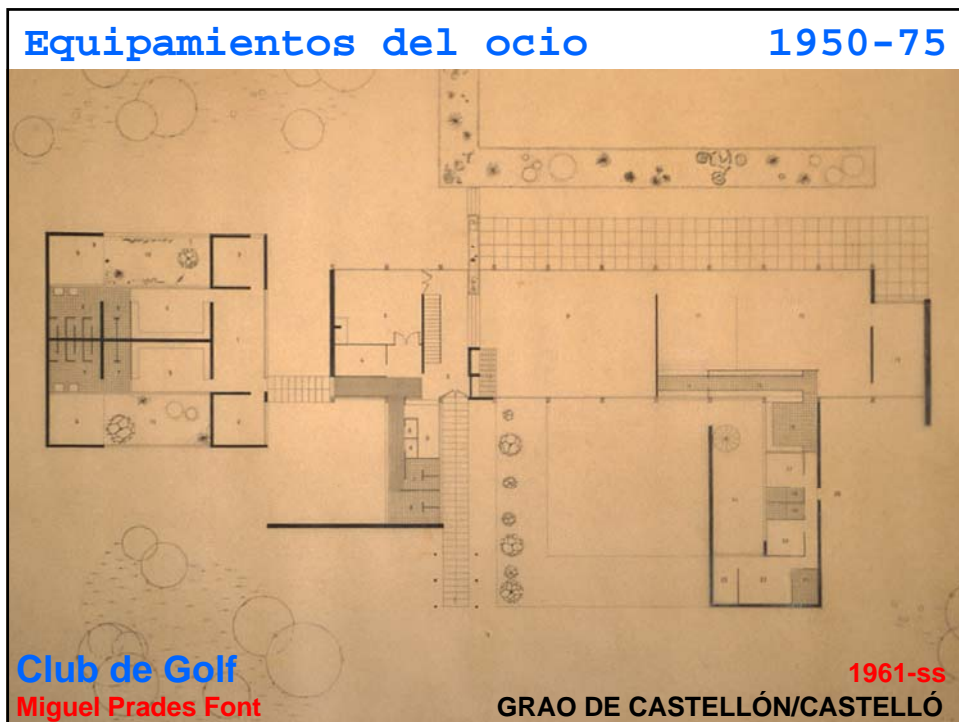 Equipamientos del ocio 1950-75
Club de Golf 1961-ss
Miguel Prades Font GRAO DE CASTELLÓN/CASTELLÓ